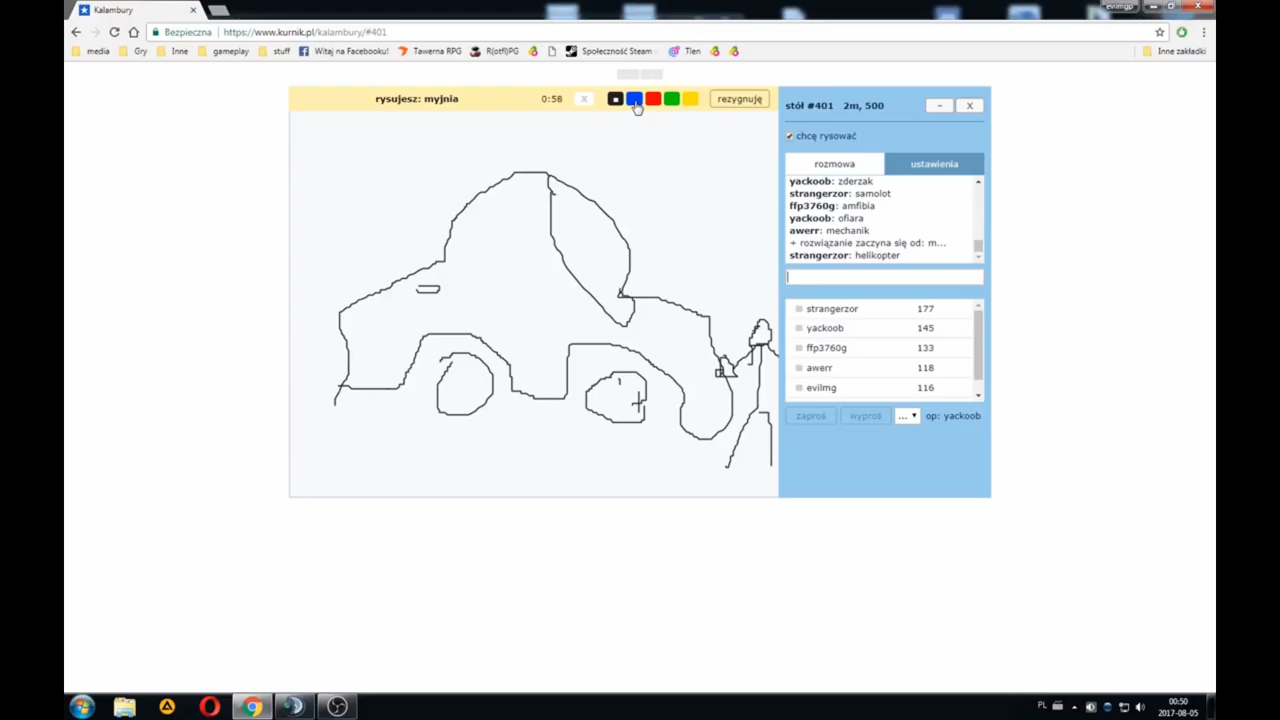 Kalambury
evilmgp
Bezpieczna
https://www.kurnik.pl/kalambury/#401
media
Gry
Inne
gameplay
stuff
Witaj na Facebooku!
Tawerna RPG
R(otfl)PG
Społeczność Steam
Tlen
Inne zakładki
rysujesz: myjnia
0:58
x
rezygnuję
stół #401 2m, 500
–
X
chcę rysować
rozmowa
ustawienia
yackoob: zderzak
strangerzor: samolot
ffp3760g: amfibia
yackoob: ofiara
awerr: mechanik
+ rozwiązanie zaczyna się od: m...
strangerzor: helikopter
strangerzor 177
yackoob 145
ffp3760g 133
awerr 118
evilmg 116
zaproś
wyproś
...
op: yackoob
PL
00:50
2017-08-05